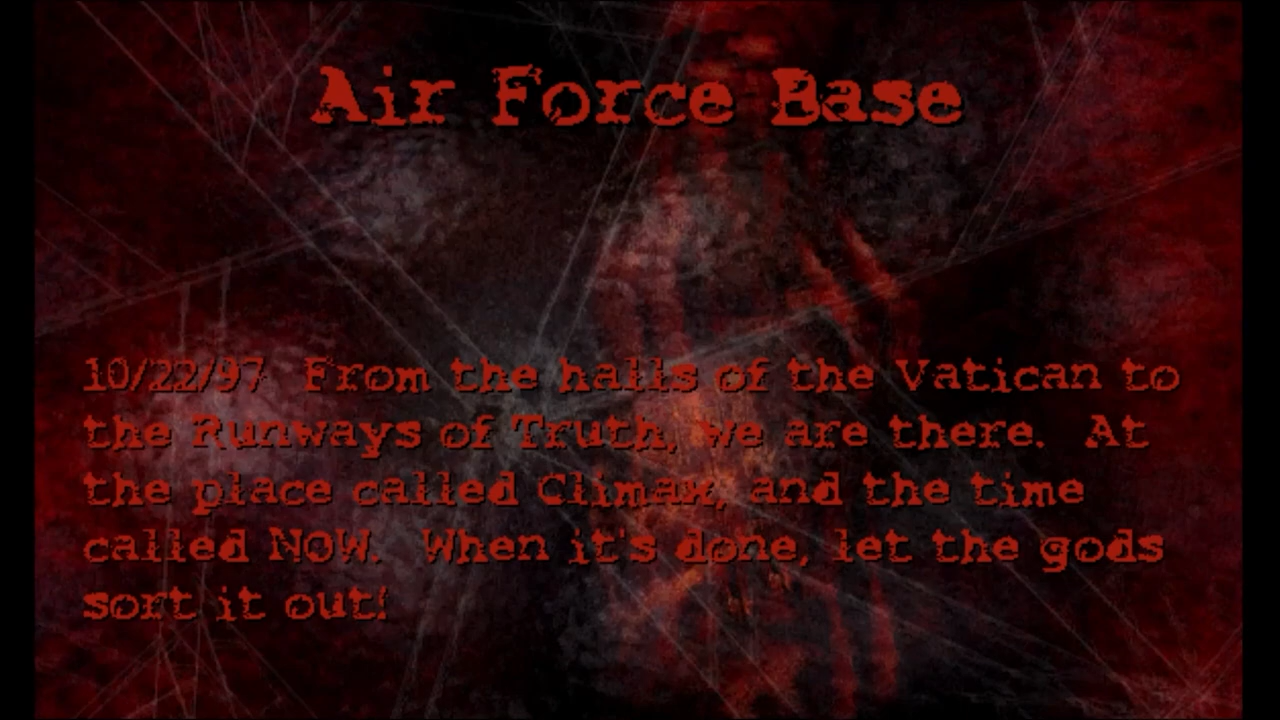 Air Force Base
10/22/97 From the halls of the Vatican to
the Runways of Truth, we are there. At
the place called Climax, and the time
called NOW. When it's done, let the gods
sort it out!